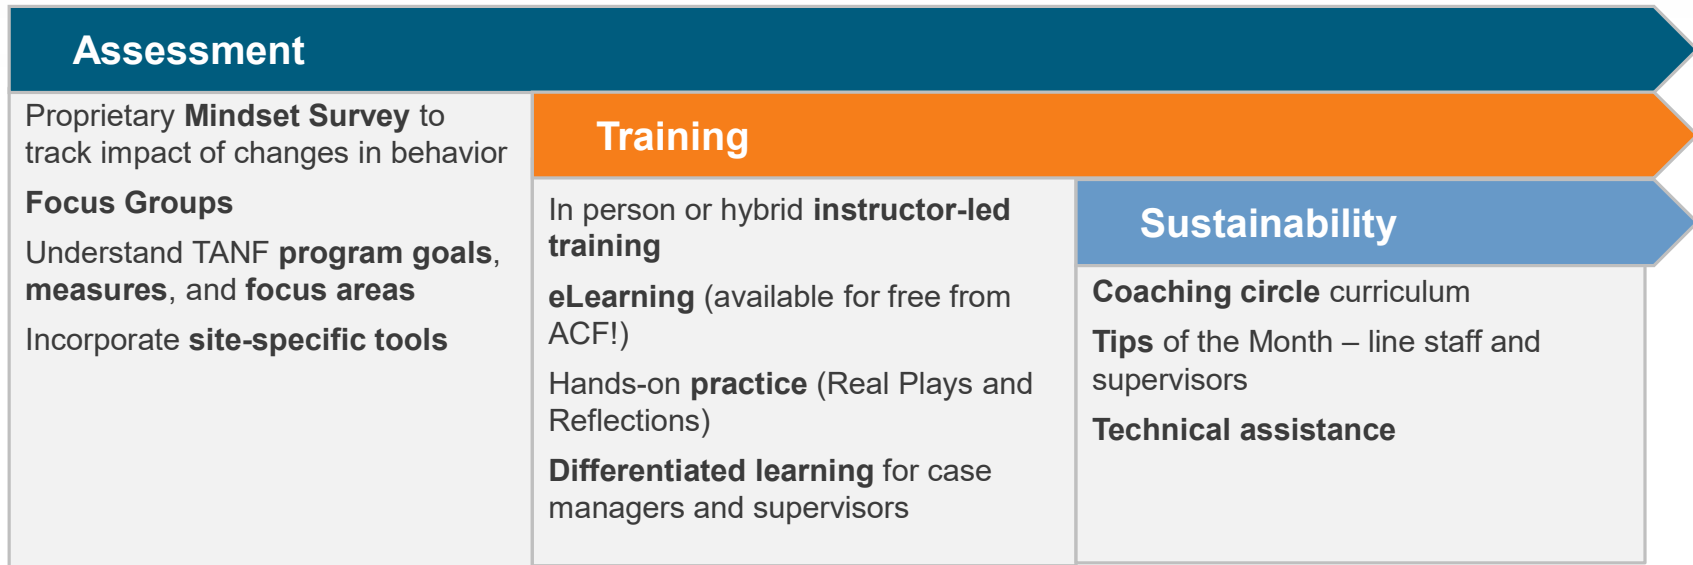 Assessment
Proprietary Mindset Survey to
track impact of changes in behavior
Focus Groups
Understand TANF program goals,
measures, and focus areas
Incorporate site-specific tools
Training
In person or hybrid instructor-led
training
eLearning (available for free from
ACF!)
Hands-on practice (Real Plays and
Reflections)
Differentiated learning for case
managers and supervisors
Sustainability
Coaching circle curriculum
Tips of the Month – line staff and
supervisors
Technical assistance